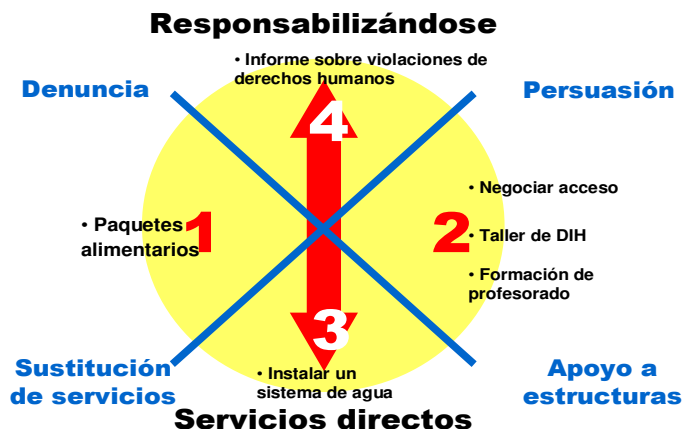 Responsabilizándose
• Informe sobre violaciones de
derechos humanos
Denuncia
Persuasión
4
• Negociar acceso
• Paquetes
alimentarios
1
2
• Taller de DIH
• Formación de
profesorado
3
Sustitución
de servicios
• Instalar un
sistema de agua
Apoyo a
estructuras
Servicios directos